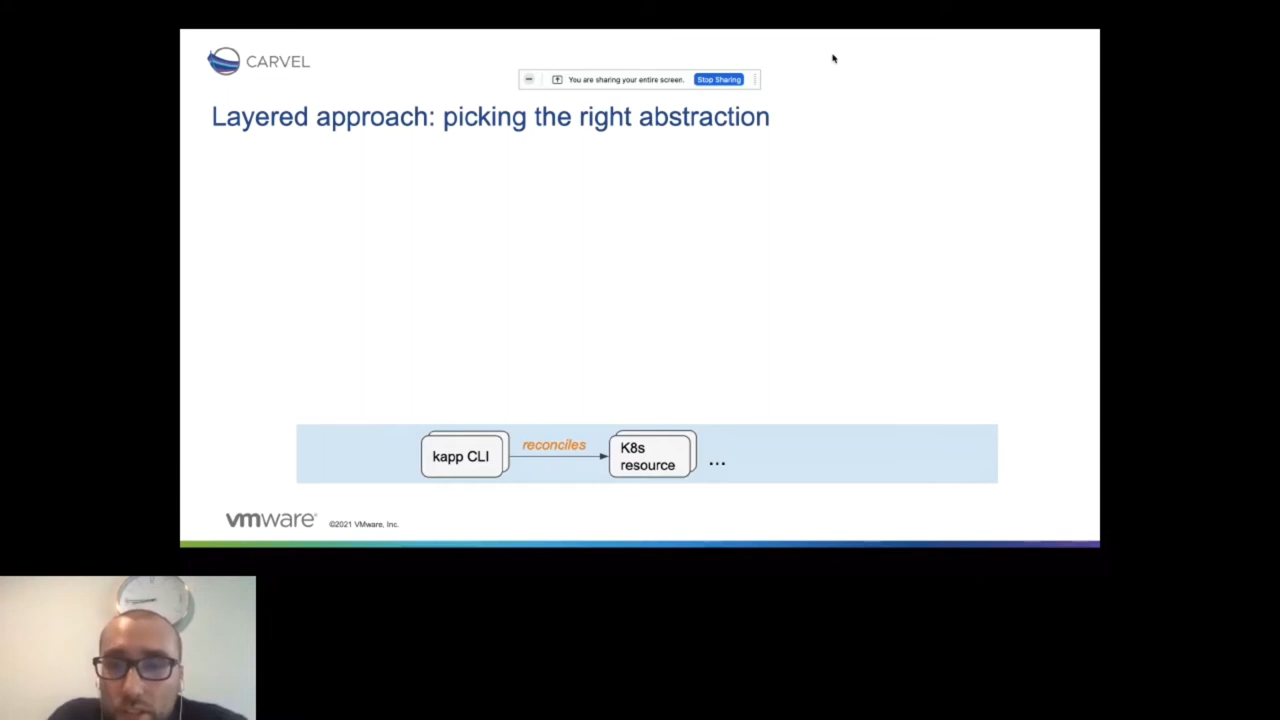 CARVEL
You are sharing your entire screen. Stop Sharing
Layered approach: picking the right abstraction
kapp CLI
reconciles
K8s
resource
...
vmware
©2021 VMware, Inc.